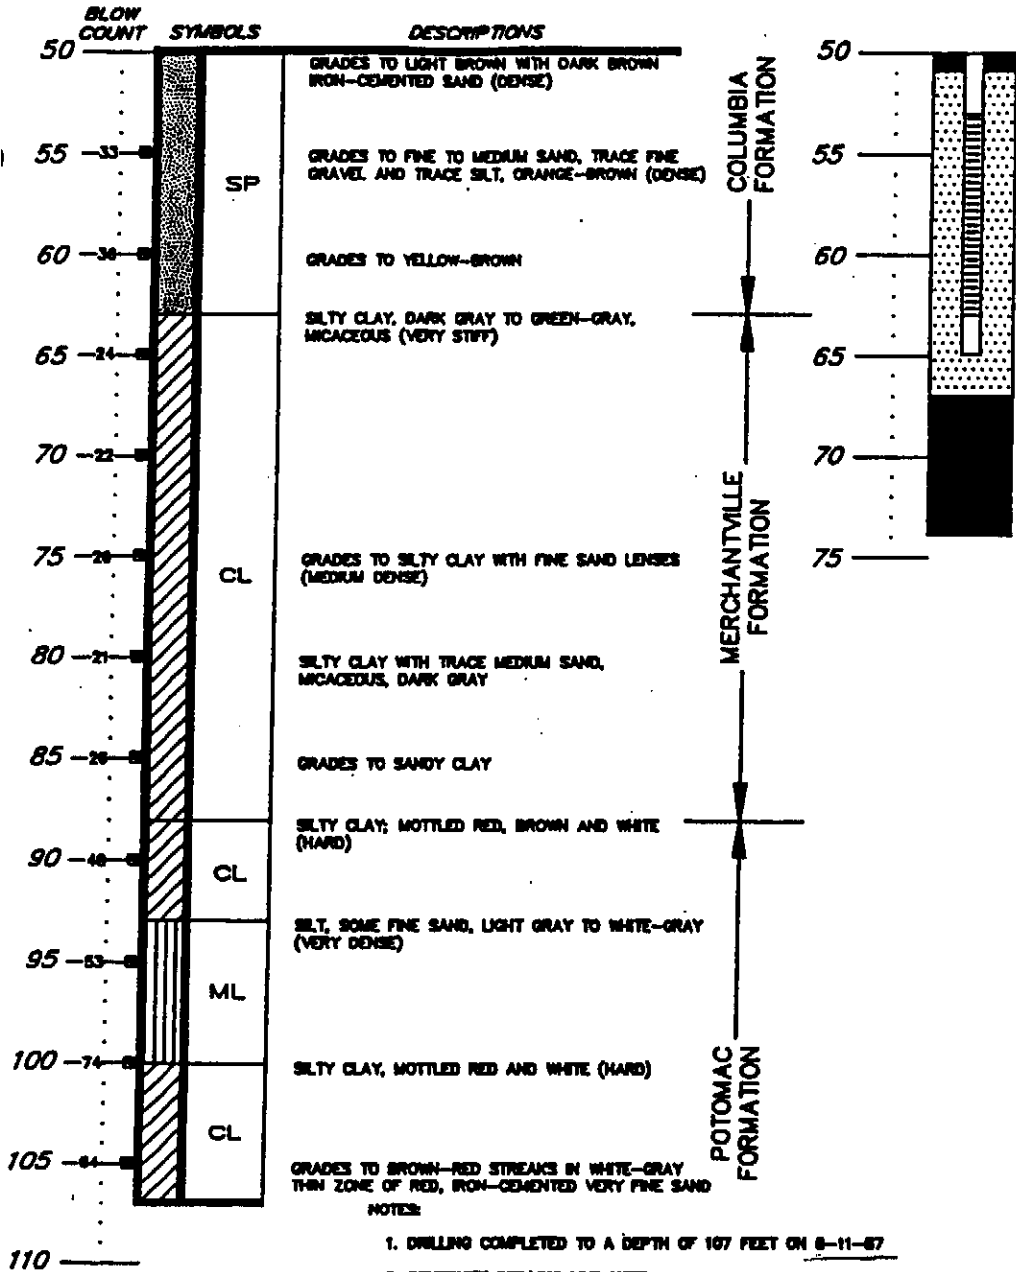 BLOW
COUNT SYMBOLS DESCRIPTIONS
50
GRADES TO LIGHT BROWN WITH DARK BROWN
IRON-CEMENTED SAND (DENSE)
55 -33-
GRADES TO FINE TO MEDIUM SAND, TRACE FINE
GRAVEL AND TRACE SILT, ORANGE-BROWN (DENSE)
SP
60
GRADES TO YELLOW-BROWN
SILTY CLAY, DARK GRAY TO GREEN-GRAY,
MICACEOUS (VERY STIFF)
65 -24-
70 -22-
75
GRADES TO SILTY CLAY WITH FINE SAND LENSES
(MEDIUM DENSE)
CL
80 -21-
SILTY CLAY WITH TRACE MEDIUM SAND,
MICACEOUS, DARK GRAY
85
GRADES TO SANDY CLAY
SILTY CLAY; MOTTLED RED, BROWN AND WHITE
(HARD)
90
CL
SILT, SOME FINE SAND, LIGHT GRAY TO WHITE-GRAY
(VERY DENSE)
95 -53-
ML
100 -74-
SILTY CLAY, MOTTLED RED AND WHITE (HARD)
CL
105
GRADES TO BROWN-RED STREAKS IN WHITE-GRAY
THIN ZONE OF RED, IRON-CEMENTED VERY FINE SAND
NOTES:
1. DRILLING COMPLETED TO A DEPTH OF 107 FEET ON
110
COLUMBIA
FORMATION
MERCHANTVILLE
FORMATION
POTOMAC
FORMATION
50
55
60
65
70
75